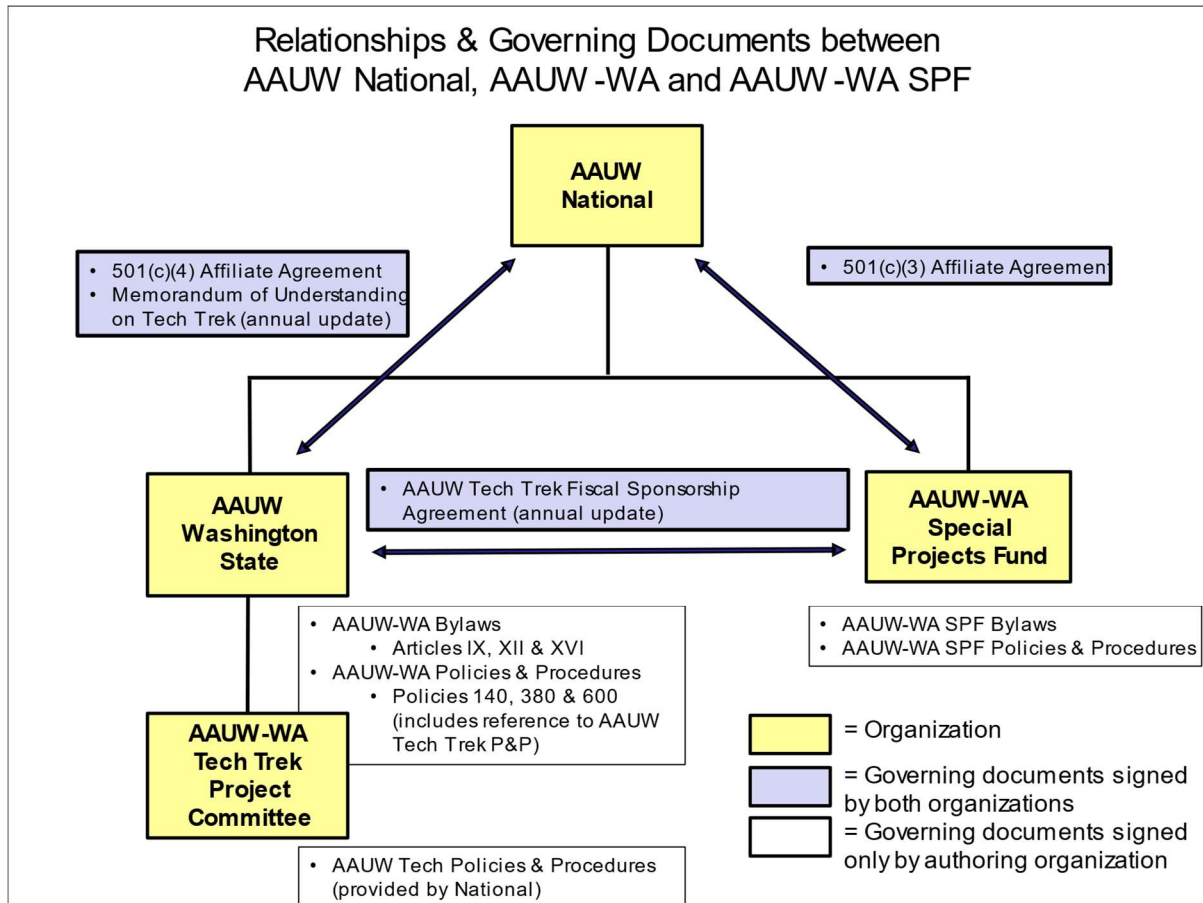 Relationships & Governing Documents between
AAUW National, AAUW-WA and AAUW-WA SPF
AAUW
National
• 501(c)(4) Affiliate Agreement
• Memorandum of Understanding
on Tech Trek (annual update)
• 501(c)(3) Affiliate Agreement
AAUW
Washington
State
• AAUW Tech Trek Fiscal Sponsorship
Agreement (annual update)
AAUW-WA
Special
Projects Fund
• AAUW-WA Bylaws
• Articles IX, XII & XVI
• AAUW-WA Policies & Procedures
• Policies 140, 380 & 600
(includes reference to AAUW
Tech Trek P&P)
• AAUW-WA SPF Bylaws
• AAUW-WA SPF Policies & Procedures
AAUW-WA
Tech Trek
Project
Committee
• AAUW Tech Policies & Procedures
(provided by National)
= Organization
= Governing documents signed
by both organizations
= Governing documents signed
only by authoring organization